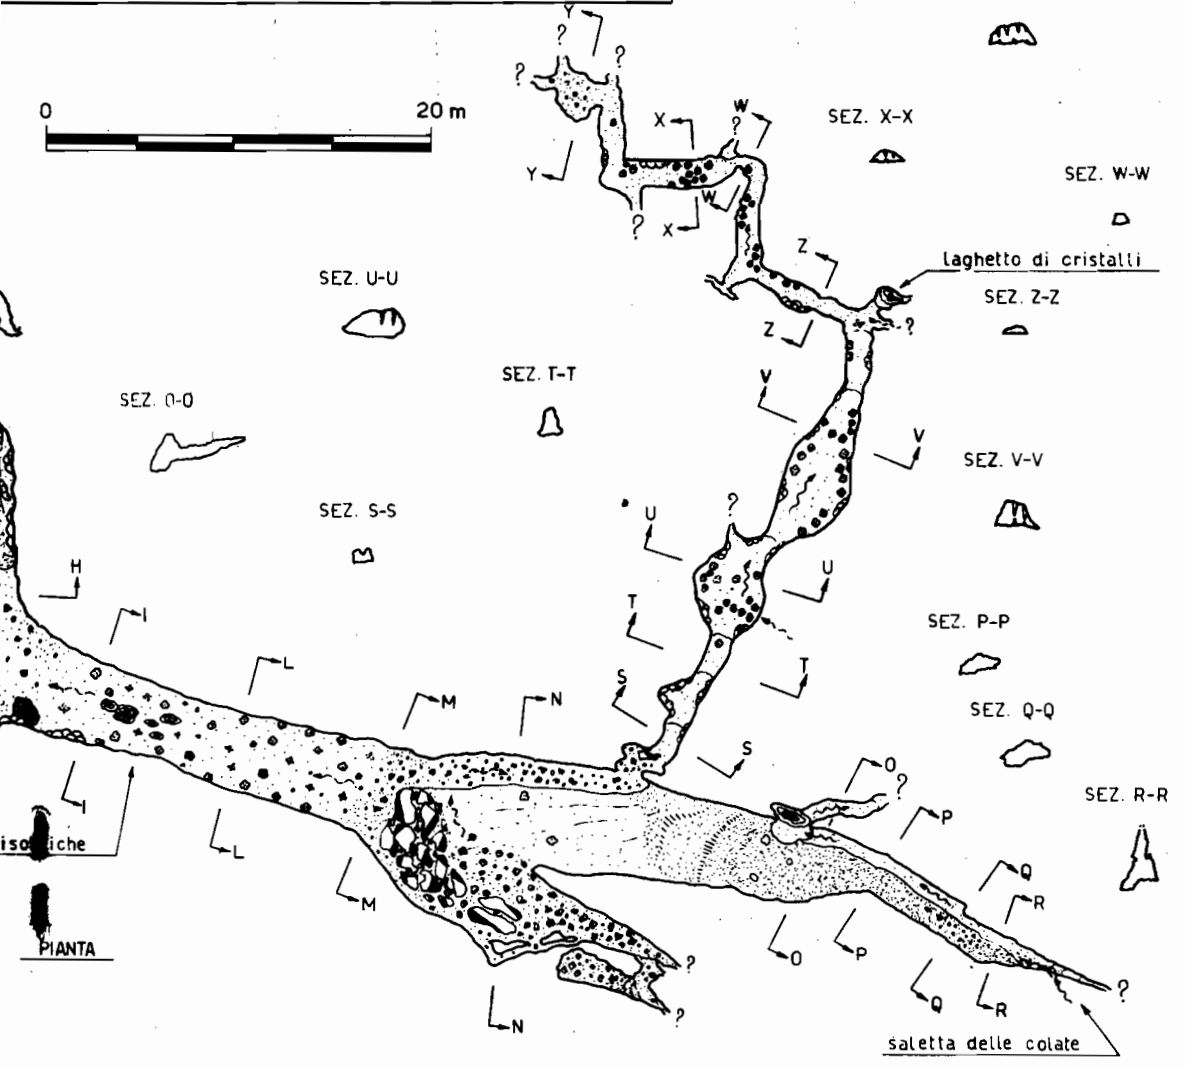 Y
?
?
?
0 20 m
W
X
?
SEZ. X-X
Y
SEZ. W-W
W
X
?
Z
laghetto di cristalli
SEZ. U-U
SEZ. Z-Z
Z
?
SEZ. T-T
V
SEZ. O-O
V
SEZ. V-V
SEZ. S-S
U
?
H
U
T
I
SEZ. P-P
L
T
S
M
N
SEZ. Q-Q
S
O
?
SEZ. R-R
P
I
L
Q
M
R
O
P
PIANTA
?
Q
R
?
?
N
saletta delle colate